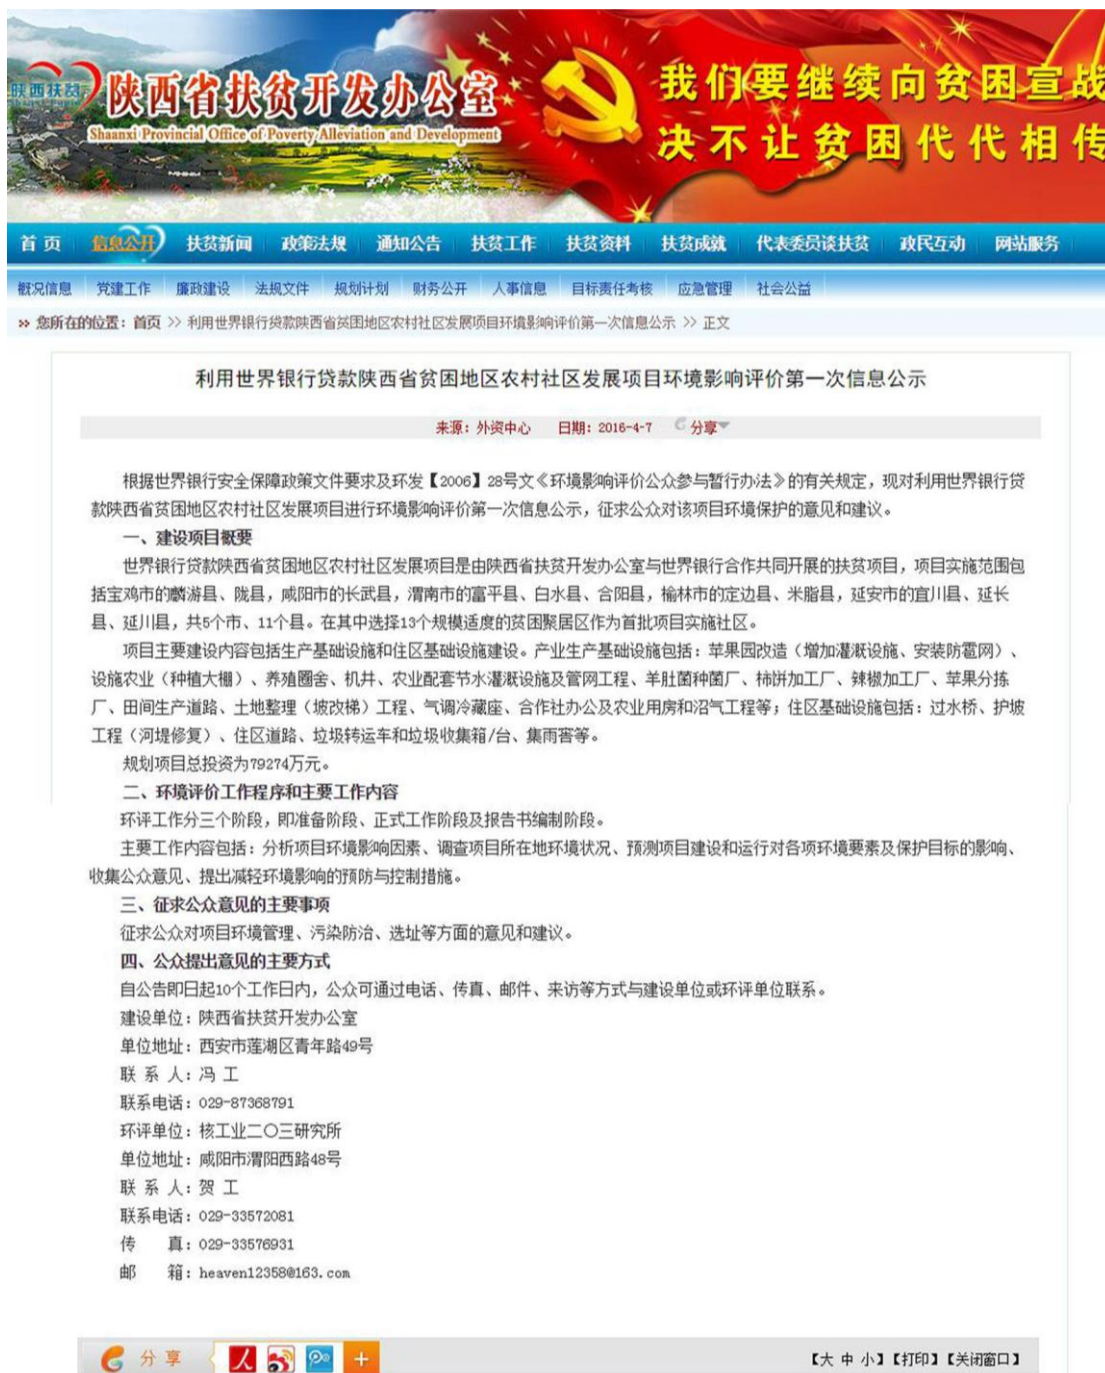 陕西扶贫
陕西省扶贫开发办公室
Shaanxi Provincial Office of Poverty Alleviation and Development
我们要继续向贫困宣战
决不让贫困代代相传
首 页 信息公开 扶贫新闻 政策法规 通知公告 扶贫工作 扶贫资料 扶贫成就 代表委员谈扶贫 政民互动 网站服务
概况信息 党建工作 廉政建设 法规文件 规划计划 财务公开 人事信息 目标责任考核 应急管理 社会公益
>> 您所在的位置：首页 >> 利用世界银行贷款陕西省贫困地区农村社区发展项目环境影响评价第一次信息公示 >> 正文
利用世界银行贷款陕西省贫困地区农村社区发展项目环境影响评价第一次信息公示
来源：外资中心 日期：2016-4-7 分享
根据世界银行安全保障政策文件要求及环发【2006】28号文《环境影响评价公众参与暂行办法》的有关规定，现对利用世界银行贷
款陕西省贫困地区农村社区发展项目进行环境影响评价第一次信息公示，征求公众对该项目环境保护的意见和建议。
一、建设项目概要
世界银行贷款陕西省贫困地区农村社区发展项目是由陕西省扶贫开发办公室与世界银行合作共同开展的扶贫项目，项目实施范围包
括宝鸡市的麟游县、陇县，咸阳市的长武县，渭南市的富平县、白水县、合阳县，榆林市的定边县、米脂县，延安市的宜川县、延长
县、延川县，共5个市、11个县。在其中选择13个规模适度的贫困聚居区作为首批项目实施社区。
项目主要建设内容包括生产基础设施和住区基础设施建设。产业生产基础设施包括：苹果园改造（增加灌溉设施、安装防雹网）、
设施农业（种植大棚）、养殖圈舍、机井、农业配套节水灌溉设施及管网工程、羊肚菌种菌厂、柿饼加工厂、辣椒加工厂、苹果分拣
厂、田间生产道路、土地整理（坡改梯）工程、气调冷藏座、合作社办公及农业用房和沼气工程等；住区基础设施包括：过水桥、护坡
工程（河堤修复）、住区道路、垃圾转运车和垃圾收集箱/台、集雨窖等。
规划项目总投资为79274万元。
二、环境评价工作程序和主要工作内容
环评工作分三个阶段，即准备阶段、正式工作阶段及报告书编制阶段。
主要工作内容包括：分析项目环境影响因素、调查项目所在地环境状况、预测项目建设和运行对各项环境要素及保护目标的影响、
收集公众意见、提出减轻环境影响的预防与控制措施。
三、征求公众意见的主要事项
征求公众对项目环境管理、污染防治、选址等方面的意见和建议。
四、公众提出意见的主要方式
自公告即日起10个工作日内，公众可通过电话、传真、邮件、来访等方式与建设单位或环评单位联系。
建设单位：陕西省扶贫开发办公室
单位地址：西安市莲湖区青年路49号
联 系 人：冯 工
联系电话：029-87368791
环评单位：核工业二〇三研究所
单位地址：咸阳市渭阳西路48号
联 系 人：贺 工
联系电话：029-33572081
传 真：029-33576931
邮 箱：heaven12358@163.com
分 享 【大 中 小】【打印】【关闭窗口】